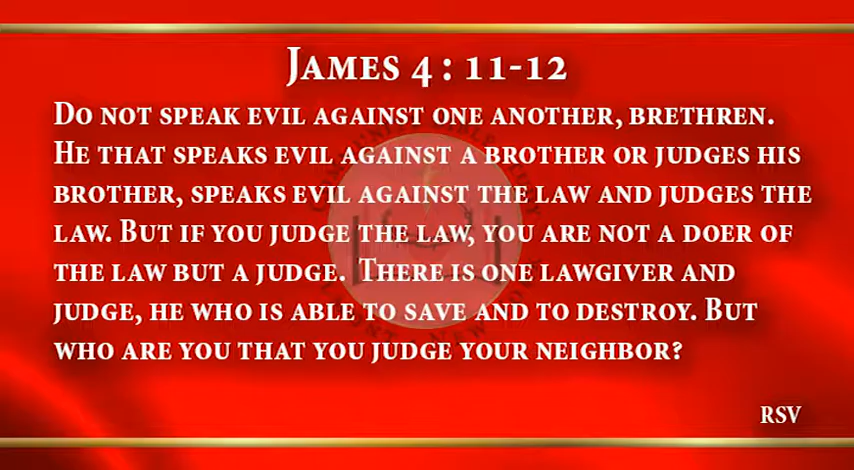 James 4 : 11-12
Do not speak evil against one another, brethren.
He that speaks evil against a brother or judges his
brother, speaks evil against the law and judges the
law. But if you judge the law, you are not a doer of
the law but a judge. There is one lawgiver and
judge, he who is able to save and to destroy. But
who are you that you judge your neighbor?
RSV